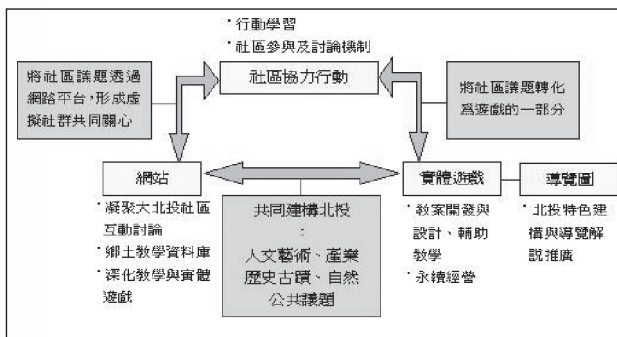 ・行動學習
・社區參與及討論機制
社區協力行動
將社區議題透過
網路平台，形成虛
擬社群共同關心
將社區議題轉化
為遊戲的一部分
網站
・凝聚大北投社區
互動討論
・鄉土教學資料庫
・深化教學與實體
遊戲
共同建構北投
：
人文藝術、產業
歷史古蹟、自然
公共議題
實體遊戲
・教案開發與
設計、輔助
教學
・永續經營
導覽圖
・北投特色建
構與導覽解
說推廣